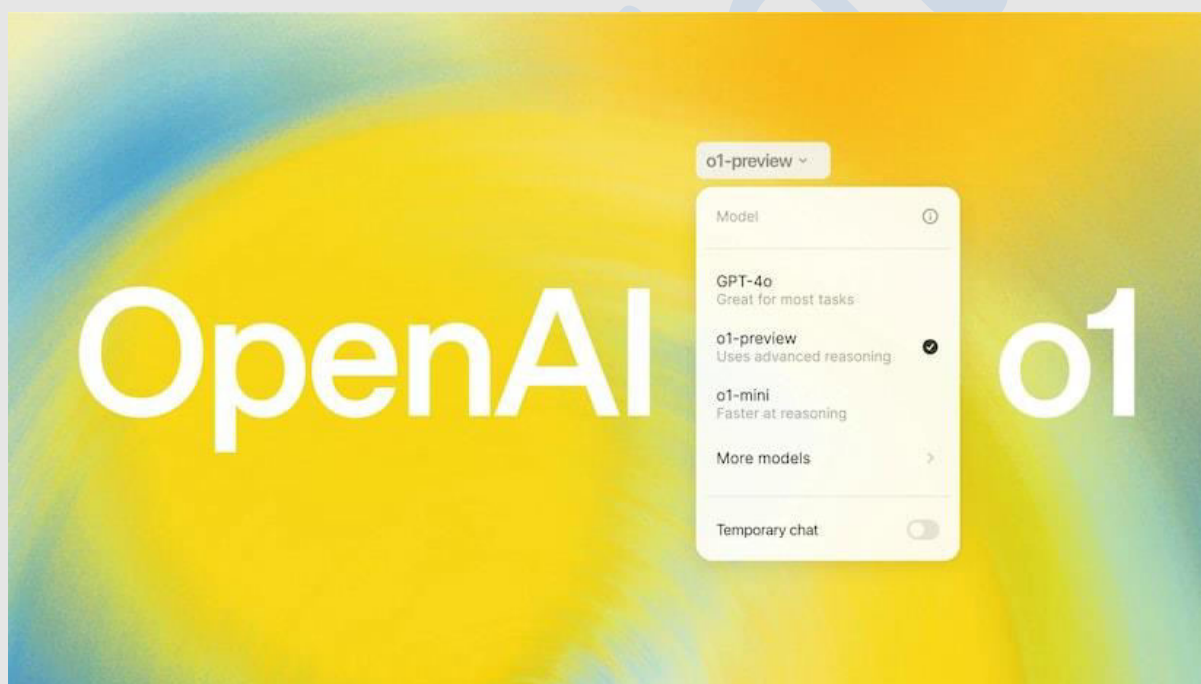 OpenAI o1
o1-preview
Model
GPT-4o
Great for most tasks
o1-preview
Uses advanced reasoning
o1-mini
Faster at reasoning
More models
Temporary chat